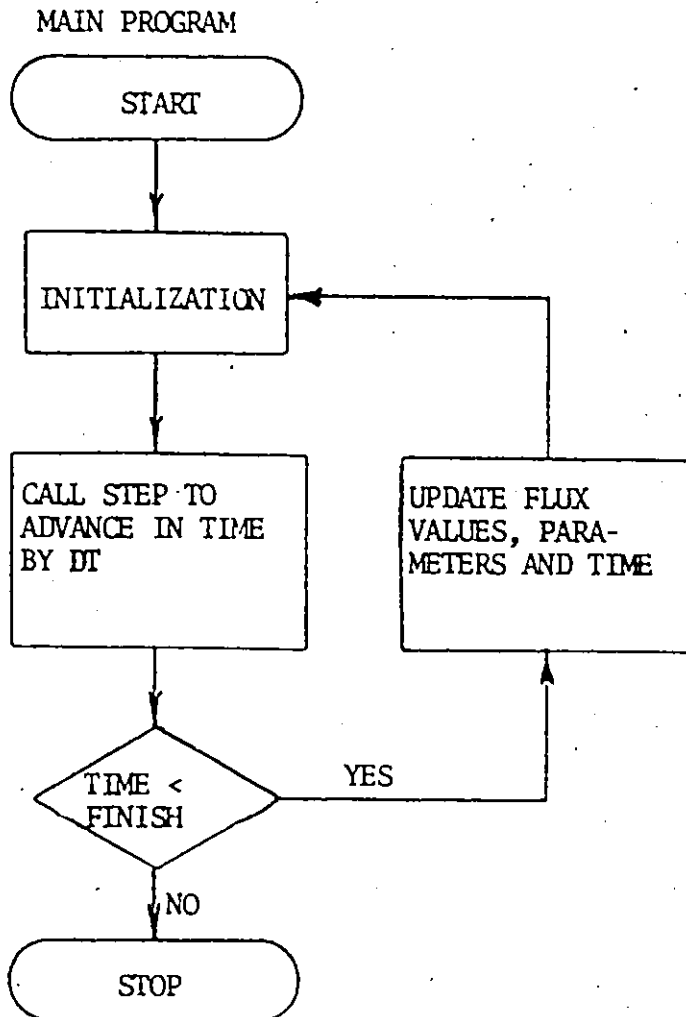 MAIN PROGRAM
START
INITIALIZATION
CALL STEP TO
ADVANCE IN TIME
BY DT
UPDATE FLUX
VALUES, PARA-
METERS AND TIME
TIME <
FINISH
YES
NO
STOP